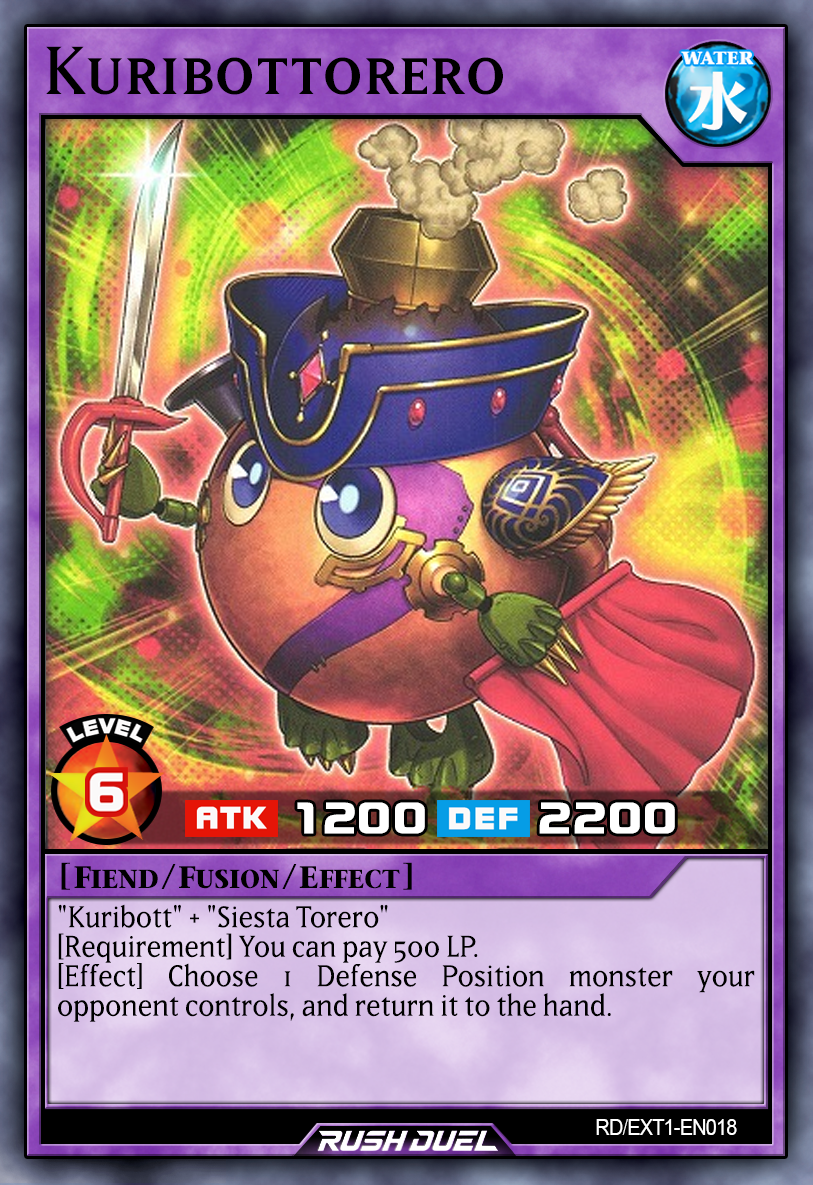 Kuribottorero
WATER
水
LEVEL
6
ATK 1200 DEF 2200
[Fiend/Fusion/Effect]
"Kuribott" + "Siesta Torero"
[Requirement] You can pay 500 LP.
[Effect] Choose 1 Defense Position monster your
opponent controls, and return it to the hand.
RD/EXT1-EN018
RUSH DUEL